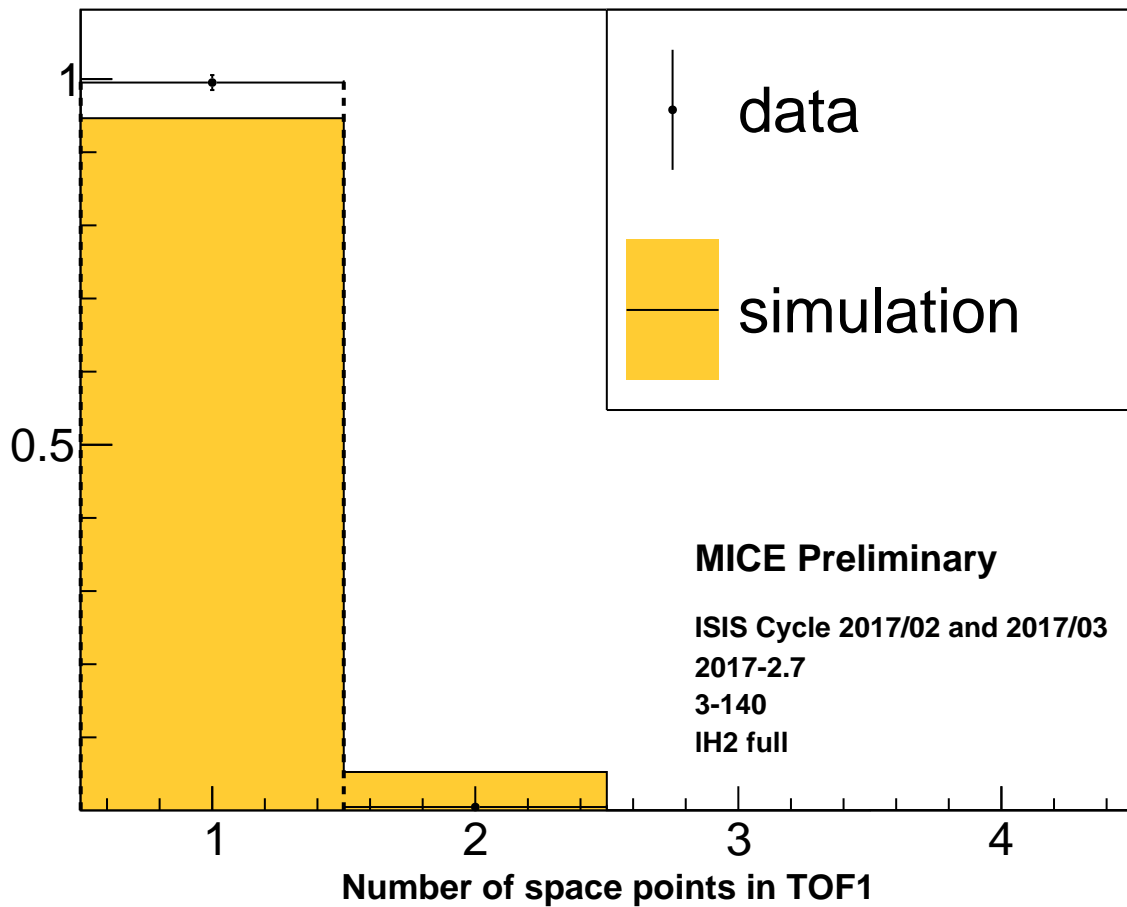 1
data
simulation
0.5
MICE Preliminary
ISIS Cycle 2017/02 and 2017/03
2017-2.7
3-140
lH2 full
1 2 3 4
Number of space points in TOF1